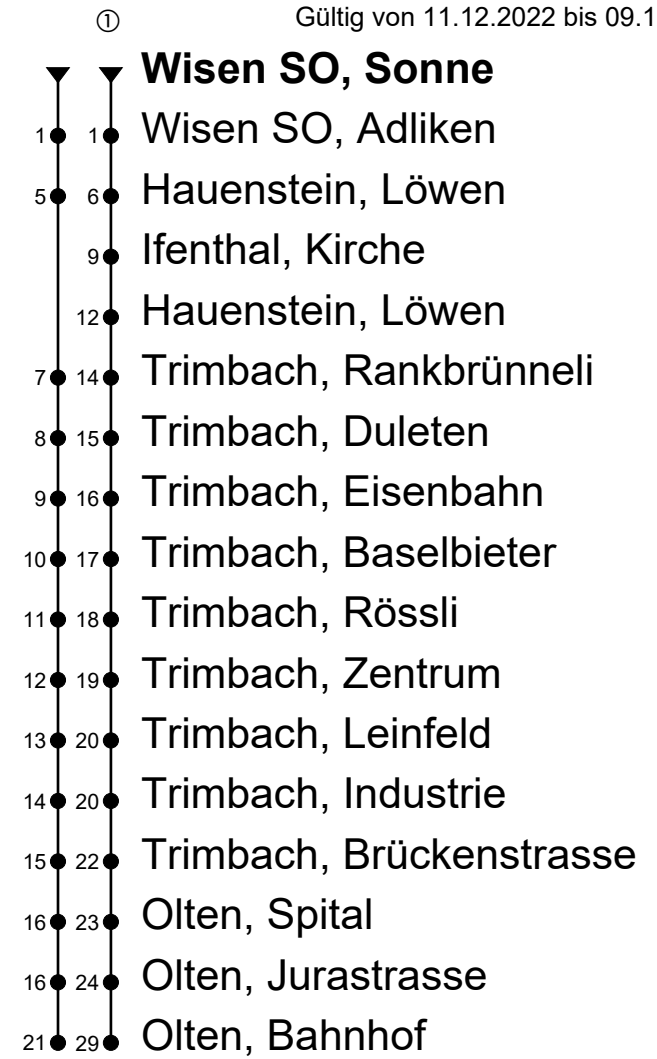 ① Gültig von 11.12.2022 bis 09.1
Wisen SO, Sonne
1 1 Wisen SO, Adliken
5 6 Hauenstein, Löwen
9 Ifenthal, Kirche
12 Hauenstein, Löwen
7 14 Trimbach, Rankbrünneli
8 15 Trimbach, Duleten
9 16 Trimbach, Eisenbahn
10 17 Trimbach, Baselbieter
11 18 Trimbach, Rössli
12 19 Trimbach, Zentrum
13 20 Trimbach, Leinfeld
14 20 Trimbach, Industrie
15 22 Trimbach, Brückenstrasse
16 23 Olten, Spital
16 24 Olten, Jurastrasse
21 29 Olten, Bahnhof